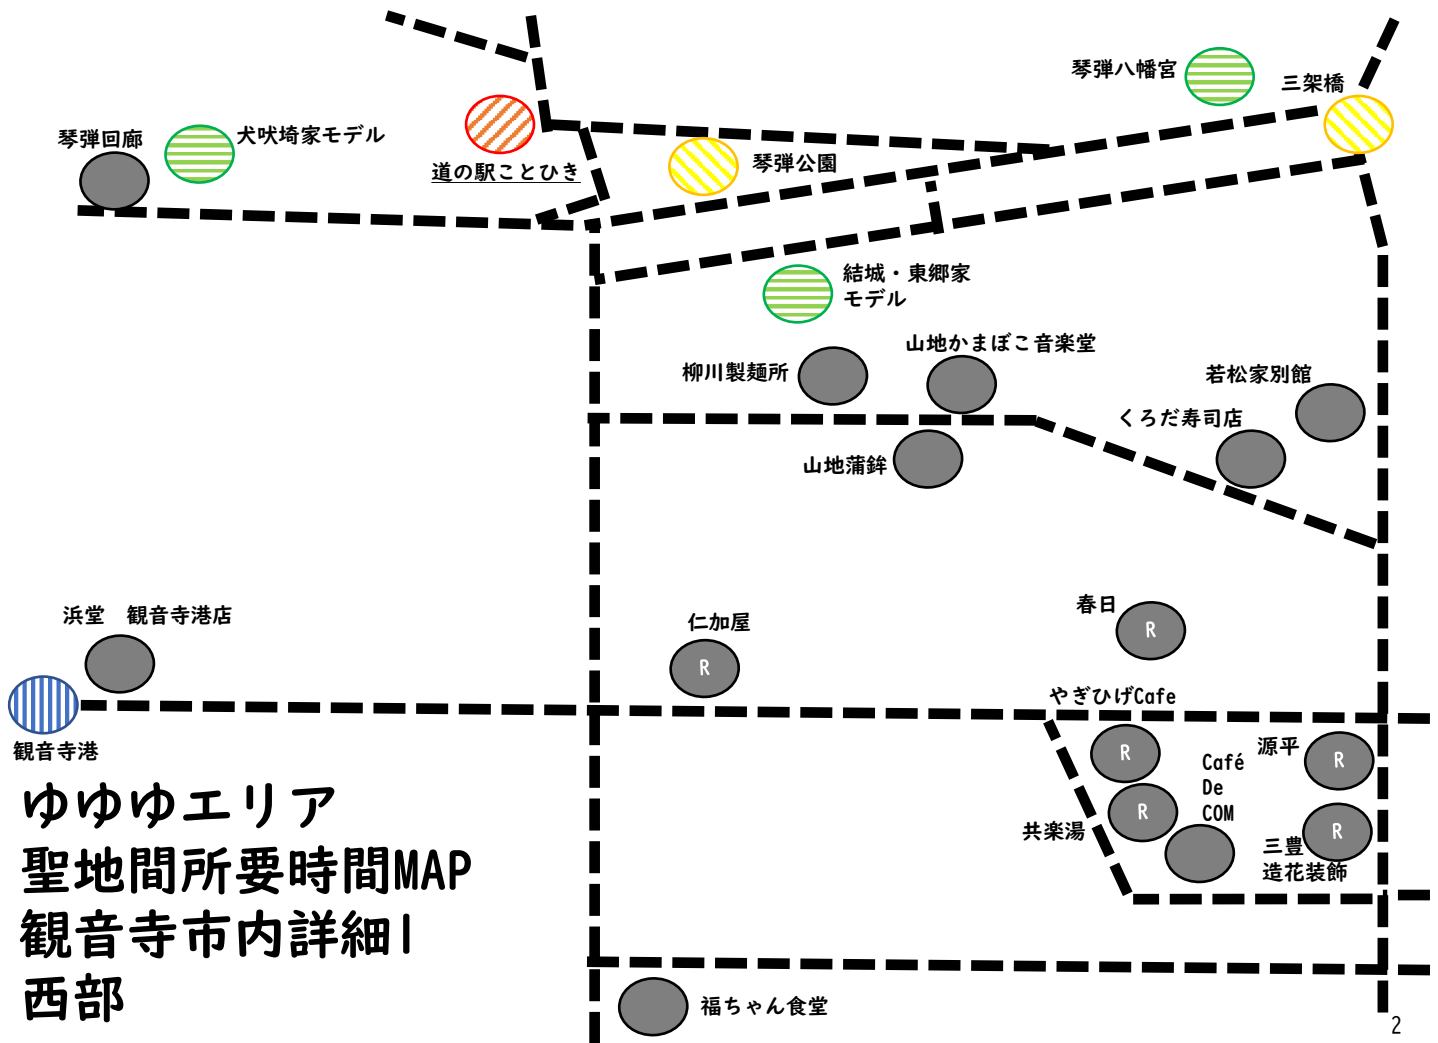 琴弾八幡宮
三架橋
琴弾回廊
犬吠埼家モデル
道の駅ことひき
琴弾公園
結城・東郷家
モデル
山地かまぼこ音楽堂
柳川製麺所
若松家別館
くろだ寿司店
山地蒲鉾
浜堂　観音寺港店
仁加屋
R
春日
R
観音寺港
やぎひげCafe
R
Café
De
COM
源平
R
共楽湯
R
三豊
造花装飾
R
ゆゆゆエリア
聖地間所要時間MAP
観音寺市内詳細1
西部
福ちゃん食堂
2